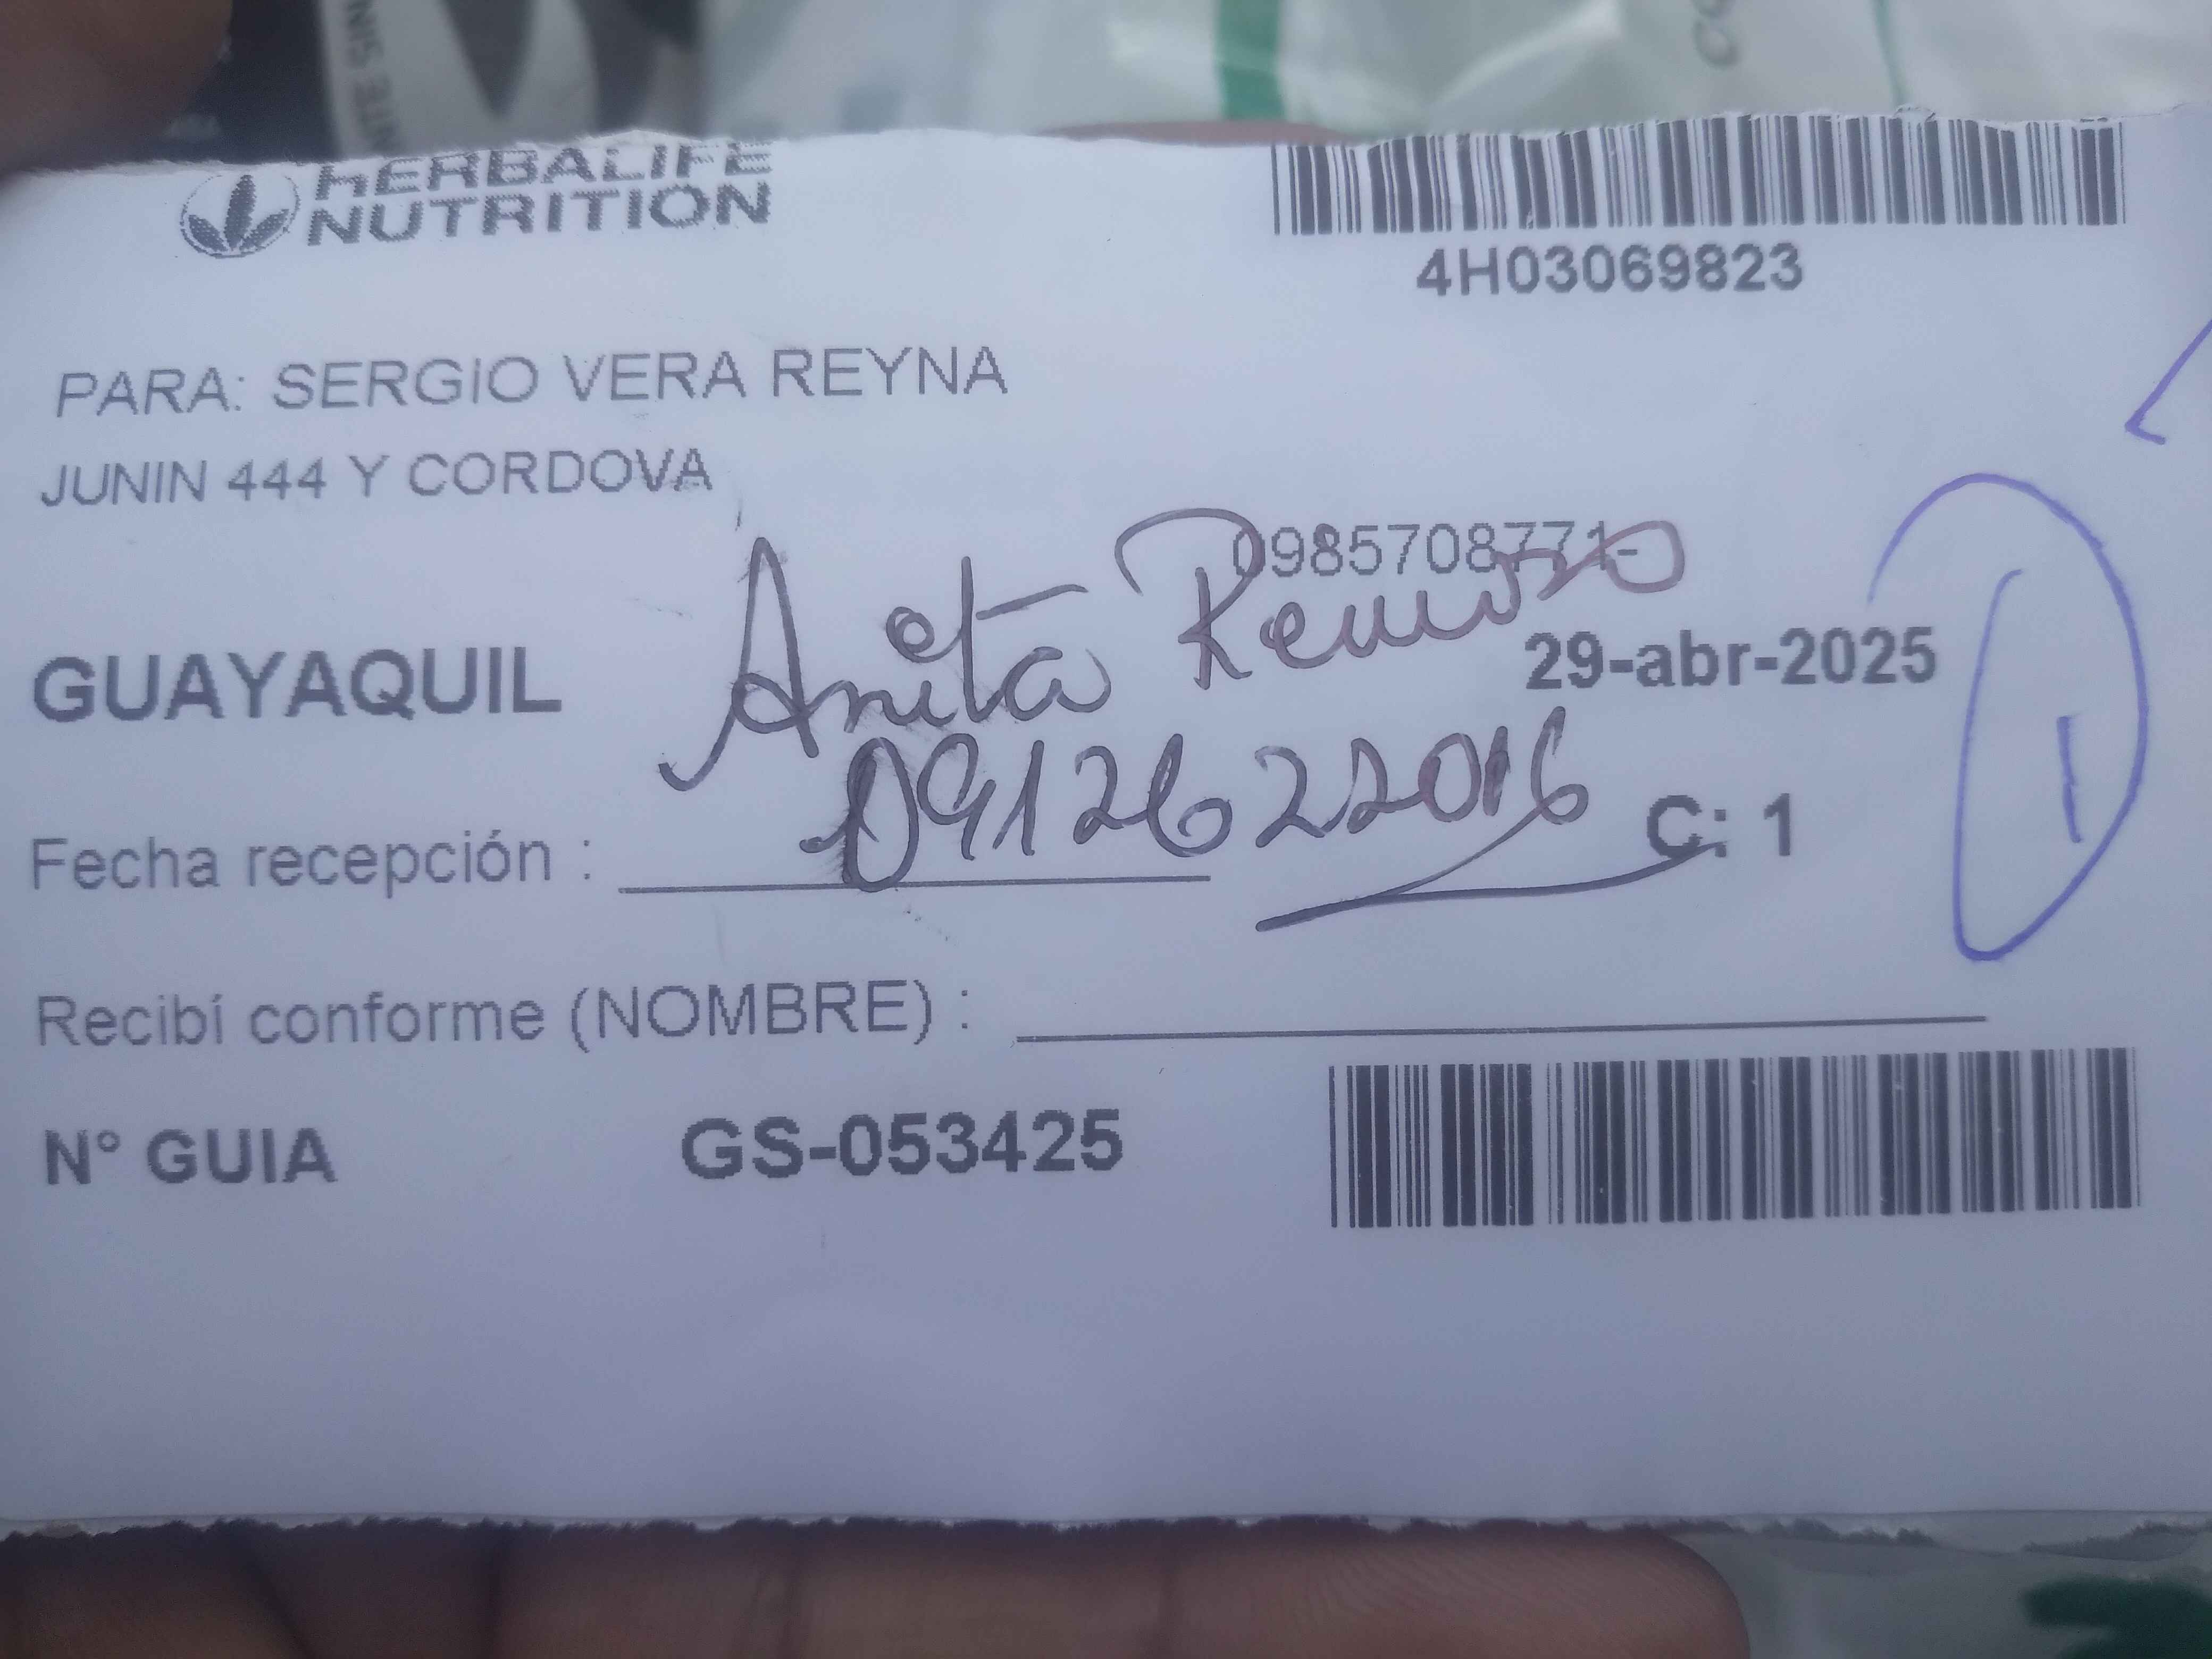 HERBALIFE
NUTRITION
4H03069823
PARA: SERGIO VERA REYNA
JUNIN 444 Y CORDOVA
0985708771-
Anita
GUAYAQUIL
29-abr-2025
0912622016
Fecha recepción :
C: 1
1
Recibí conforme (NOMBRE) :
N° GUIA GS-053425